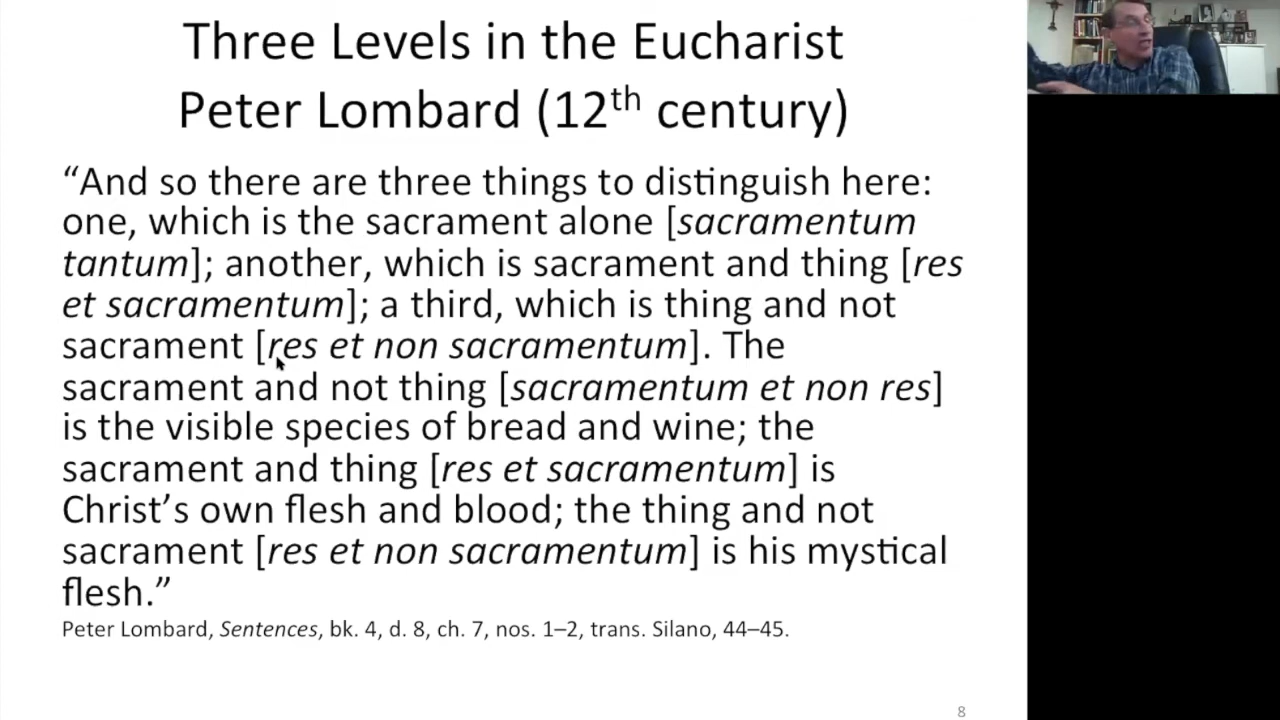 Three Levels in the Eucharist
Peter Lombard (12th century)
“And so there are three things to distinguish here:
one, which is the sacrament alone [sacramentum
tantum]; another, which is sacrament and thing [res
et sacramentum]; a third, which is thing and not
sacrament [res et non sacramentum]. The
sacrament and not thing [sacramentum et non res]
is the visible species of bread and wine; the
sacrament and thing [res et sacramentum] is
Christ’s own flesh and blood; the thing and not
sacrament [res et non sacramentum] is his mystical
flesh.”
Peter Lombard, Sentences, bk. 4, d. 8, ch. 7, nos. 1–2, trans. Silano, 44–45.
8